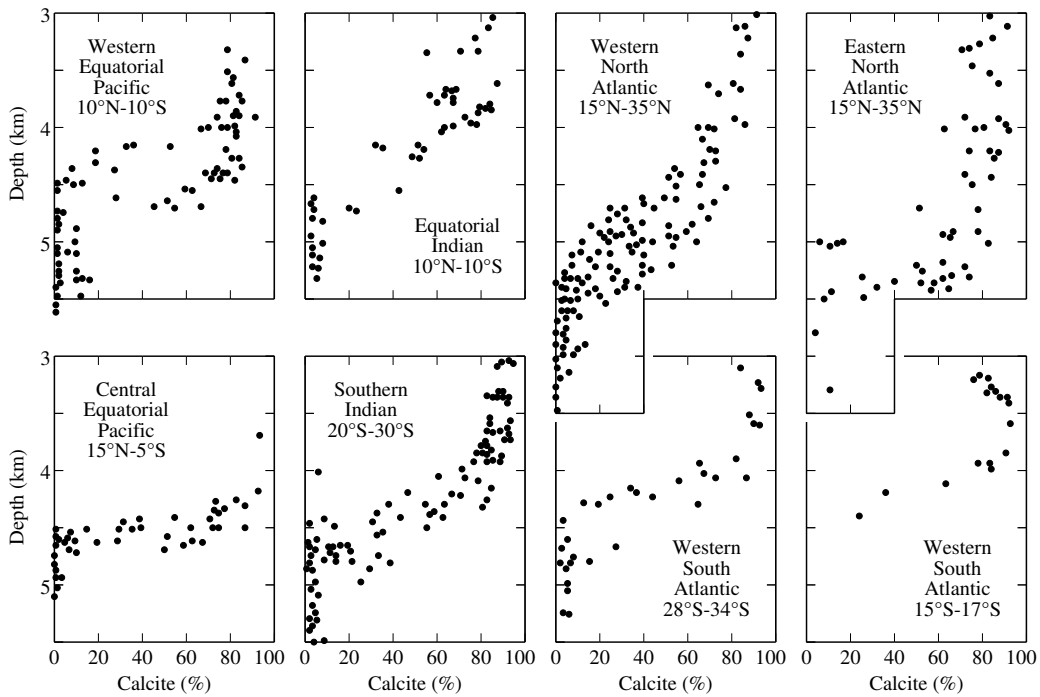 3
4
5
Depth (km)
Western
Equatorial
Pacific
10°N-10°S
Equatorial
Indian
10°N-10°S
Western
North
Atlantic
15°N-35°N
Eastern
North
Atlantic
15°N-35°N
3
4
5
Depth (km)
Central
Equatorial
Pacific
15°N-5°S
Southern
Indian
20°S-30°S
Western
South
Atlantic
28°S-34°S
Western
South
Atlantic
15°S-17°S
0 20 40 60 80 100
0 20 40 60 80 100
0 20 40 60 80 100
0 20 40 60 80 100
Calcite (%)
Calcite (%)
Calcite (%)
Calcite (%)